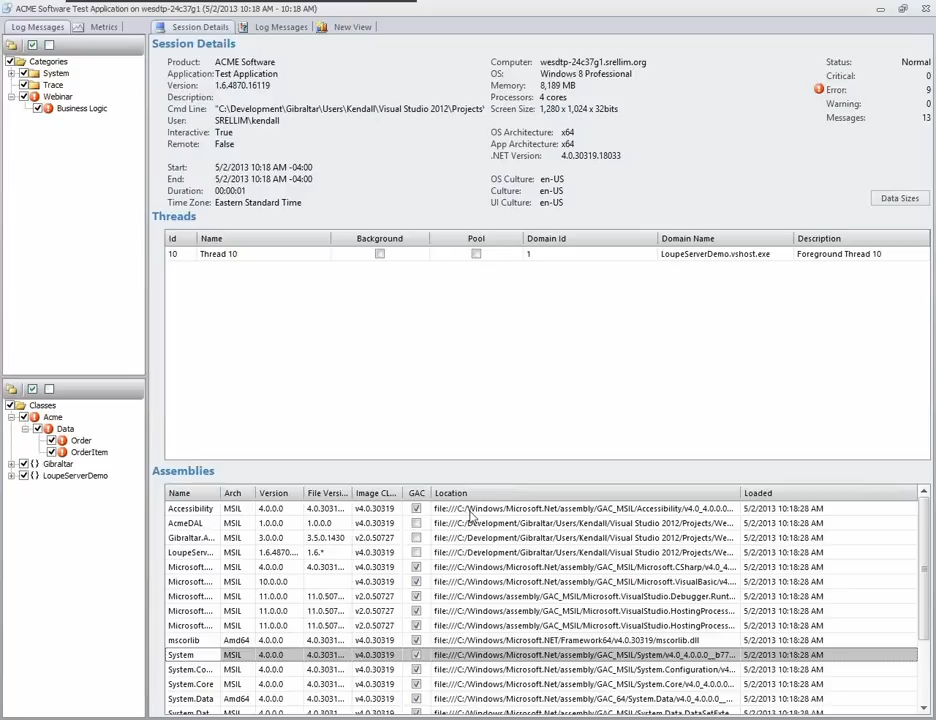 ACME Software Test Application on wesdtp-24c37g1 (5/2/2013 10:18 AM - 10:18 AM)
Log Messages Metrics
Session Details Log Messages New View
Categories
System
Trace
Webinar
Business Logic
Classes
Acme
Data
Order
OrderItem
Gibraltar
LoupeServerDemo
Session Details
Product: ACME Software
Application: Test Application
Version: 1.6.4870.16119
Description:
Cmd Line: "C:\Development\Gibraltar\Users\Kendall\Visual Studio 2012\Projects'
User: SRELLIM\kendall
Interactive: True
Remote: False
Start: 5/2/2013 10:18 AM -04:00
End: 5/2/2013 10:18 AM -04:00
Duration: 00:00:01
Time Zone: Eastern Standard Time
Computer: wesdtp-24c37g1.srellim.org
OS: Windows 8 Professional
Memory: 8,189 MB
Processors: 4 cores
Screen Size: 1,280 x 1,024 x 32bits
OS Architecture: x64
App Architecture: x64
.NET Version: 4.0.30319.18033
OS Culture: en-US
Culture: en-US
UI Culture: en-US
Status: Normal
Critical: 0
Error: 9
Warning: 0
Messages: 13
Data Sizes
Threads
Id Name Background Pool Domain Id Domain Name Description
10 Thread 10 1 LoupeServerDemo.vshost.exe Foreground Thread 10
Assemblies
Name Arch Version File Versi... Image CL... GAC Location Loaded
Accessibility MSIL 4.0.0.0 4.0.3031... v4.0.30319 file:///C:/Windows/Microsoft.Net/assembly/GAC_MSIL/Accessibility/v4.0_4.0.0.0... 5/2/2013 10:18:28 AM
AcmeDAL MSIL 1.0.0.0 1.0.0.0 v4.0.30319 file:///C:/Development/Gibraltar/Users/Kendall/Visual Studio 2012/Projects/We... 5/2/2013 10:18:28 AM
Gibraltar.A... MSIL 3.0.0.0 3.5.0.1430 v2.0.50727 file:///C:/Development/Gibraltar/Users/Kendall/Visual Studio 2012/Projects/We... 5/2/2013 10:18:28 AM
LoupeServ... MSIL 1.6.4870... 1.6.* v4.0.30319 file:///C:/Development/Gibraltar/Users/Kendall/Visual Studio 2012/Projects/We... 5/2/2013 10:18:28 AM
Microsoft.... MSIL 4.0.0.0 4.0.3031... v4.0.30319 file:///C:/Windows/Microsoft.Net/assembly/GAC_MSIL/Microsoft.CSharp/v4.0_4.... 5/2/2013 10:18:28 AM
Microsoft.... MSIL 10.0.0.0 v4.0.30319 file:///C:/Windows/Microsoft.Net/assembly/GAC_MSIL/Microsoft.VisualBasic/v4... 5/2/2013 10:18:28 AM
Microsoft.... MSIL 11.0.0.0 11.0.507... v2.0.50727 file:///C:/Windows/assembly/GAC_MSIL/Microsoft.VisualStudio.Debugger.Runt... 5/2/2013 10:18:28 AM
Microsoft.... MSIL 11.0.0.0 11.0.507... v2.0.50727 file:///C:/Windows/assembly/GAC_MSIL/Microsoft.VisualStudio.HostingProcess... 5/2/2013 10:18:28 AM
Microsoft.... MSIL 11.0.0.0 11.0.507... v2.0.50727 file:///C:/Windows/assembly/GAC_MSIL/Microsoft.VisualStudio.HostingProcess... 5/2/2013 10:18:28 AM
mscorlib Amd64 4.0.0.0 4.0.3031... v4.0.30319 file:///C:/Windows/Microsoft.NET/Framework64/v4.0.30319/mscorlib.dll 5/2/2013 10:18:28 AM
System MSIL 4.0.0.0 4.0.3031... v4.0.30319 file:///C:/Windows/Microsoft.Net/assembly/GAC_MSIL/System/v4.0_4.0.0.0__b77... 5/2/2013 10:18:28 AM
System.Co... MSIL 4.0.0.0 4.0.3031... v4.0.30319 file:///C:/Windows/Microsoft.Net/assembly/GAC_MSIL/System.Configuration/v4... 5/2/2013 10:18:28 AM
System.Core MSIL 4.0.0.0 4.0.3031... v4.0.30319 file:///C:/Windows/Microsoft.Net/assembly/GAC_MSIL/System.Core/v4.0_4.0.0.0... 5/2/2013 10:18:28 AM
System.Data Amd64 4.0.0.0 4.0.3031... v4.0.30319 file:///C:/Windows/Microsoft.Net/assembly/GAC_64/System.Data/v4.0_4.0.0.0__... 5/2/2013 10:18:28 AM